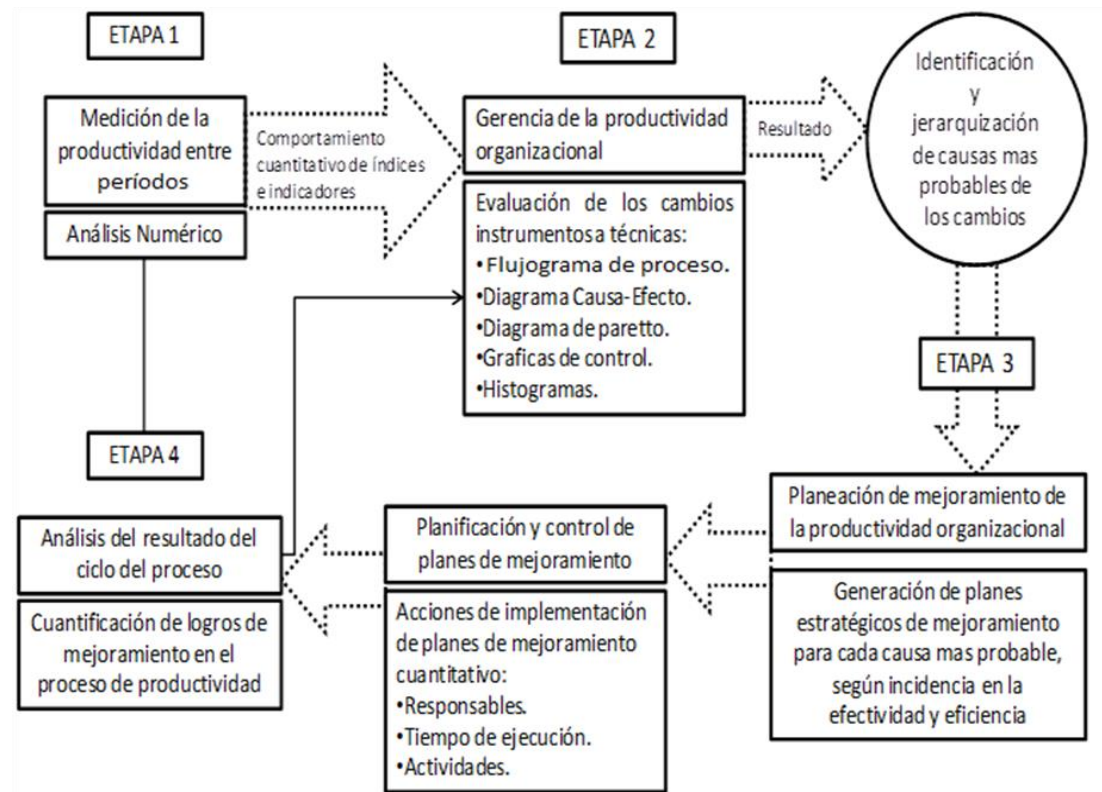 ETAPA 1
Medición de la
productividad entre
períodos
Análisis Numérico
Comportamiento
cuantitativo de índices
e indicadores
ETAPA 2
Gerencia de la productividad
organizacional
Evaluación de los cambios
instrumentos a técnicas:
•Flujograma de proceso.
•Diagrama Causa-Efecto.
•Diagrama de paretto.
•Graficas de control.
•Histogramas.
Resultado
Identificación
y
jerarquización
de causas mas
probables de
los cambios
ETAPA 3
Planeación de mejoramiento de
la productividad organizacional
Generación de planes
estratégicos de mejoramiento
para cada causa mas probable,
según incidencia en la
efectividad y eficiencia
Planificación y control de
planes de mejoramiento
Acciones de implementación
de planes de mejoramiento
cuantitativo:
•Responsables.
•Tiempo de ejecución.
•Actividades.
ETAPA 4
Análisis del resultado del
ciclo del proceso
Cuantificación de logros de
mejoramiento en el
proceso de productividad